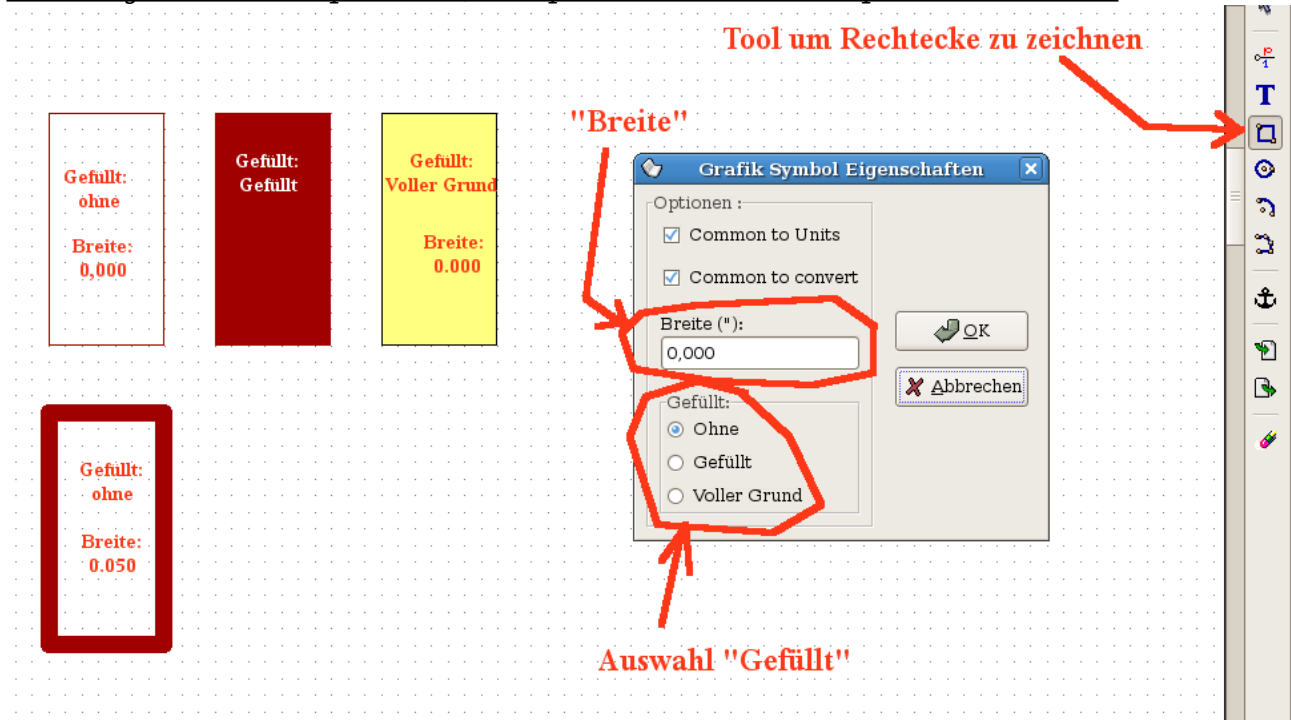 Tool um Rechtecke zu zeichnen
"Breite"
Gefüllt:
ohne
Breite:
0,000
Gefüllt:
Gefüllt
Gefüllt:
Voller Grund
Breite:
0.000
Grafik Symbol Eigenschaften
Optionen :
Common to Units
Common to convert
Breite ("):
0,000
OK
Abbrechen
Gefüllt:
Ohne
Gefüllt
Voller Grund
Gefüllt:
ohne
Breite:
0.050
Auswahl "Gefüllt"
T